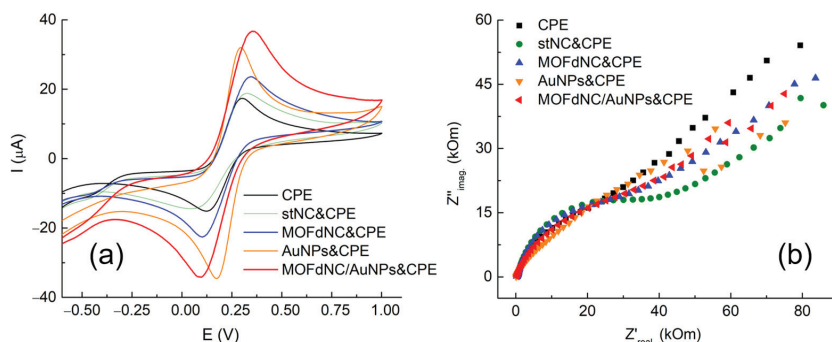 40
20
0
−20
−40
I (µA)
−0.50
−0.25
0.00
0.25
0.50
0.75
1.00
E (V)
CPE
stNC&CPE
MOFdNC&CPE
AuNPs&CPE
MOFdNC/AuNPs&CPE
(a)
60
45
30
15
0
Z''imag. (kOm)
0
20
40
60
80
Z'real (kOm)
CPE
stNC&CPE
MOFdNC&CPE
AuNPs&CPE
MOFdNC/AuNPs&CPE
(b)